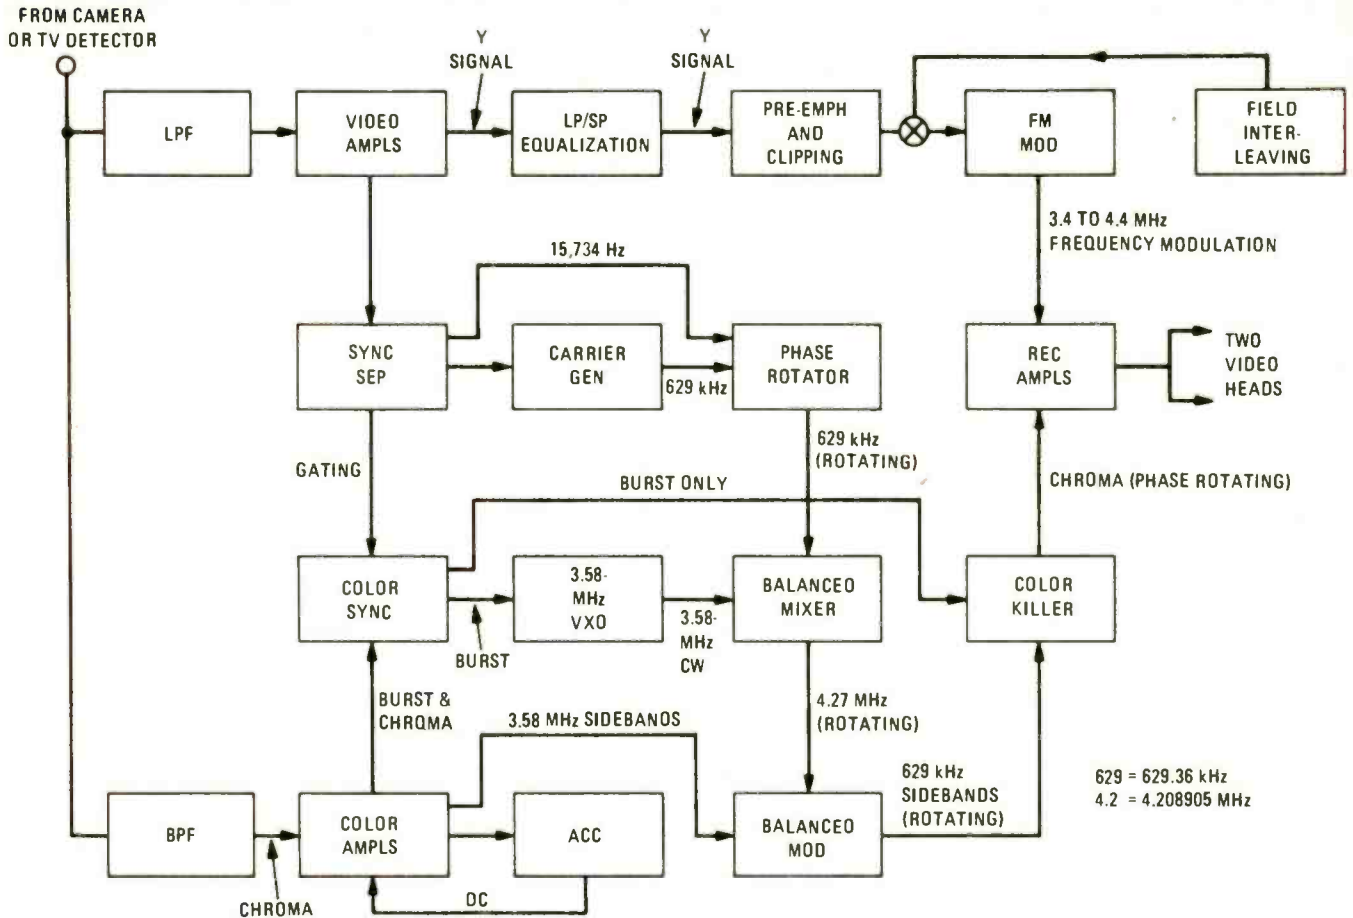 FROM CAMERA
OR TV DETECTOR
LPF
VIDEO
AMPLS
Y
SIGNAL
LP/SP
EQUALIZATION
Y
SIGNAL
PRE-EMPH
AND
CLIPPING
FM
MOD
FIELD
INTER-
LEAVING
3.4 TO 4.4 MHz
FREQUENCY MODULATION
15,734 Hz
SYNC
SEP
CARRIER
GEN
629 kHz
PHASE
ROTATOR
REC
AMPLS
TWO
VIDEO
HEADS
629 kHz
(ROTATING)
GATING
BURST ONLY
CHROMA (PHASE ROTATING)
COLOR
SYNC
BURST
3.58-
MHz
VXO
3.58-
MHz
CW
BALANCEO
MIXER
COLOR
KILLER
BURST &
CHROMA
3.58 MHz SIDEBANOS
4.27 MHz
(ROTATING)
629 kHz
SIDEBANDS
(ROTATING)
629 = 629.36 kHz
4.2 = 4.208905 MHz
BPF
CHROMA
COLOR
AMPLS
ACC
DC
BALANCEO
MOD